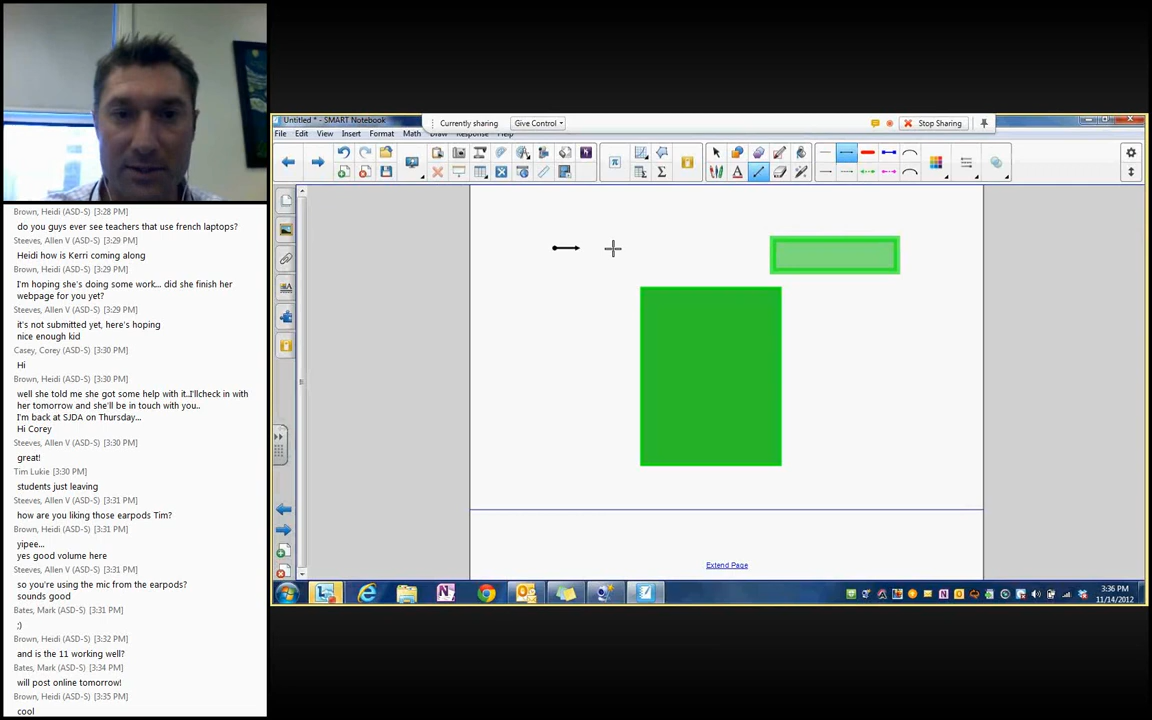 Brown, Heidi (ASD-S) [3:28 PM]
do you guys ever see teachers that use french laptops?
Steeves, Allen V (ASD-S) [3:29 PM]
Heidi how is Kerri coming along
Brown, Heidi (ASD-S) [3:29 PM]
I'm hoping she's doing some work... did she finish her
webpage for you yet?
Steeves, Allen V (ASD-S) [3:29 PM]
it's not submitted yet, here's hoping
nice enough kid
Casey, Corey (ASD-S) [3:30 PM]
Hi
Brown, Heidi (ASD-S) [3:30 PM]
well she told me she got some help with it..I'llcheck in with
her tomorrow and she'll be in touch with you..
I'm back at SJDA on Thursday...
Hi Corey
Steeves, Allen V (ASD-S) [3:30 PM]
great!
Tim Lukie [3:30 PM]
students just leaving
Steeves, Allen V (ASD-S) [3:31 PM]
how are you liking those earpods Tim?
Brown, Heidi (ASD-S) [3:31 PM]
yipee...
yes good volume here
Steeves, Allen V (ASD-S) [3:31 PM]
so you're using the mic from the earpods?
sounds good
Bates, Mark (ASD-S) [3:31 PM]
;)
Brown, Heidi (ASD-S) [3:32 PM]
and is the 11 working well?
Bates, Mark (ASD-S) [3:34 PM]
will post online tomorrow!
Brown, Heidi (ASD-S) [3:35 PM]
cool
Untitled * - SMART Notebook
Currently sharing
Give Control
Stop Sharing
File Edit View Insert Format Math Draw Response Help
Extend Page
3:36 PM
11/14/2012